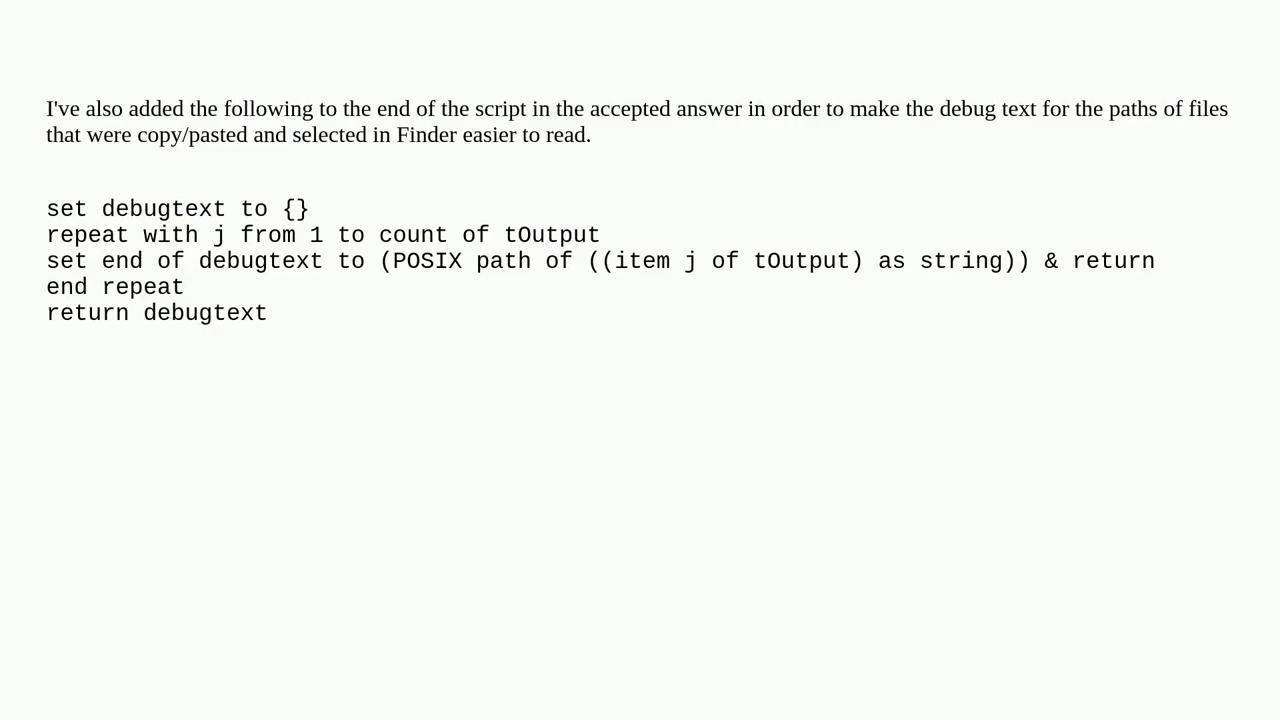 I've also added the following to the end of the script in the accepted answer in order to make the debug text for the paths of files
that were copy/pasted and selected in Finder easier to read.
set debugtext to {}
repeat with j from 1 to count of tOutput
set end of debugtext to (POSIX path of ((item j of tOutput) as string)) & return
end repeat
return debugtext